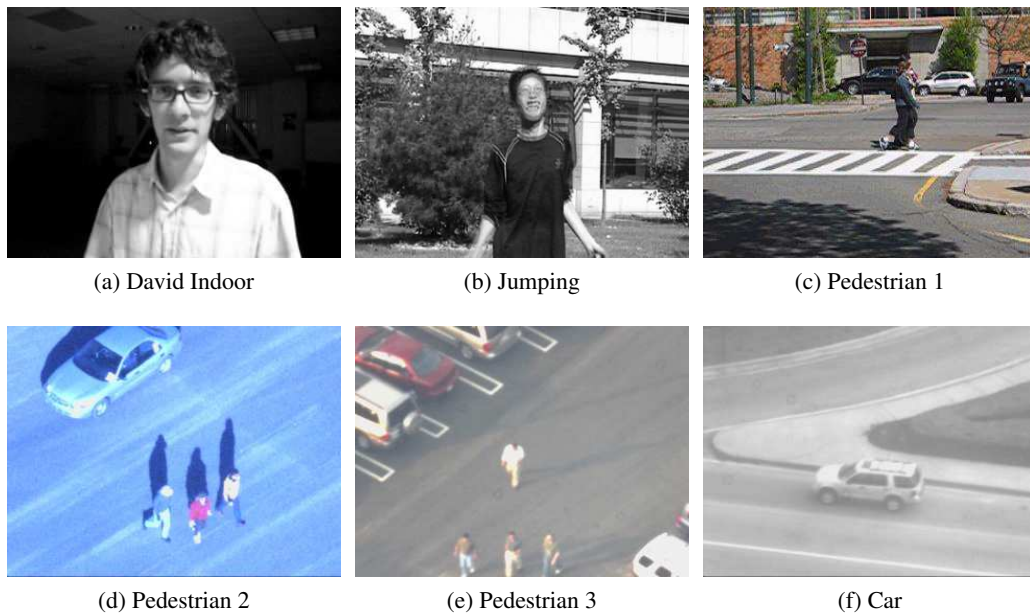 (a) David Indoor
(b) Jumping
(c) Pedestrian 1
(d) Pedestrian 2
(e) Pedestrian 3
(f) Car